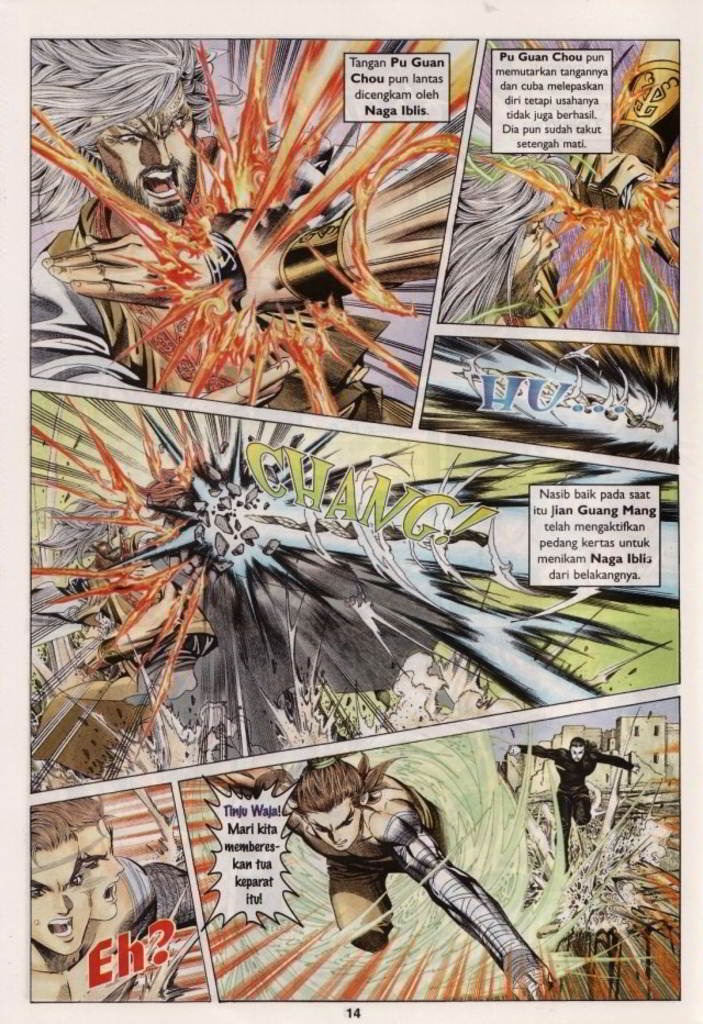 Tangan Pu Guan
Chou pun lantas
dicengkam oleh
Naga Iblis.
Pu Guan Chou pun
memutarkan tangannya
dan cuba melepaskan
diri tetapi usahanya
tidak juga berhasil.
Dia pun sudah takut
setengah mati.
HU....
CHANG!
Nasib baik pada saat
itu Jian Guang Mang
telah mengaktifkan
pedang kertas untuk
menikam Naga Iblis
dari belakangnya.
Eh?
Tinju Waja!
Mari kita
memberes-
kan tua
keparat
itu!
14